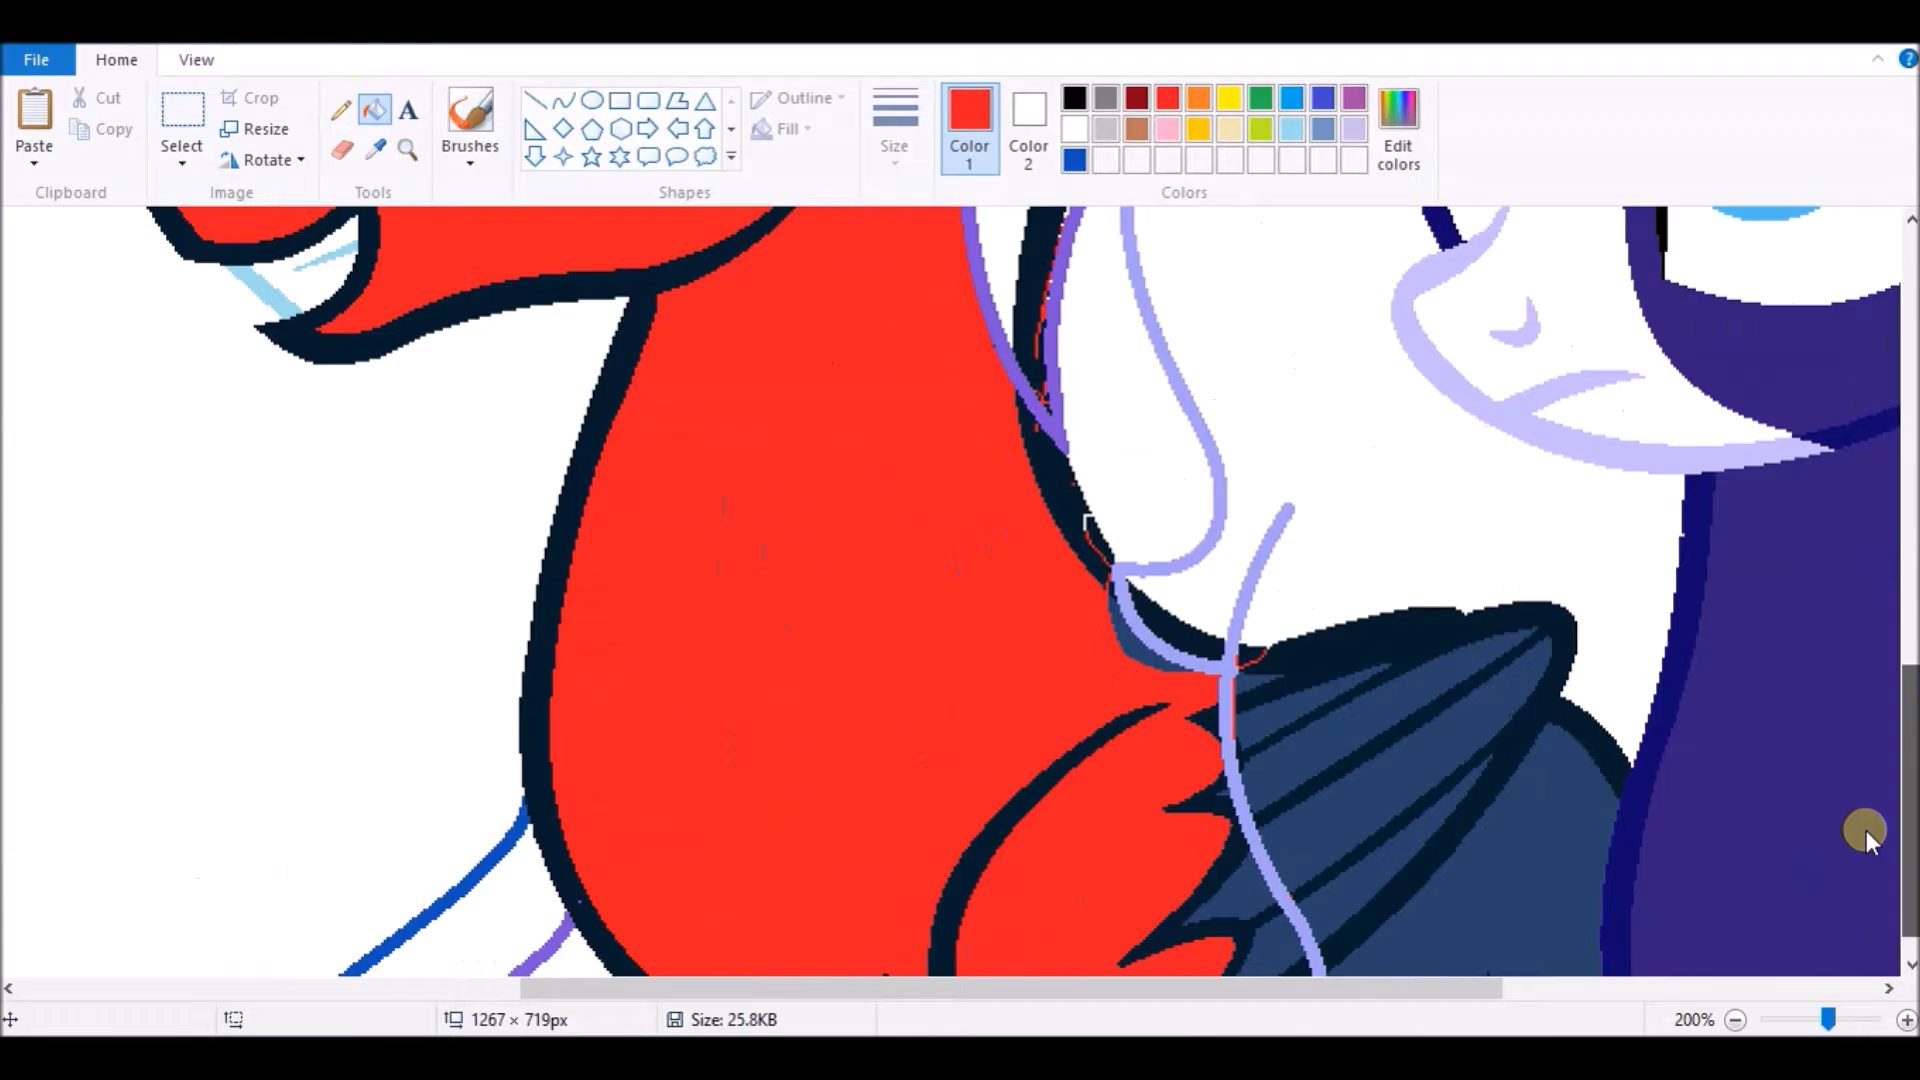 File Home View
Paste
Cut
Copy
Clipboard
Select
Crop
Resize
Rotate
Image
A
Tools
Brushes
Shapes
Outline
Fill
Size
Color 1
Color 2
Edit colors
Colors
?
1267 × 719px
Size: 25.8KB
200%